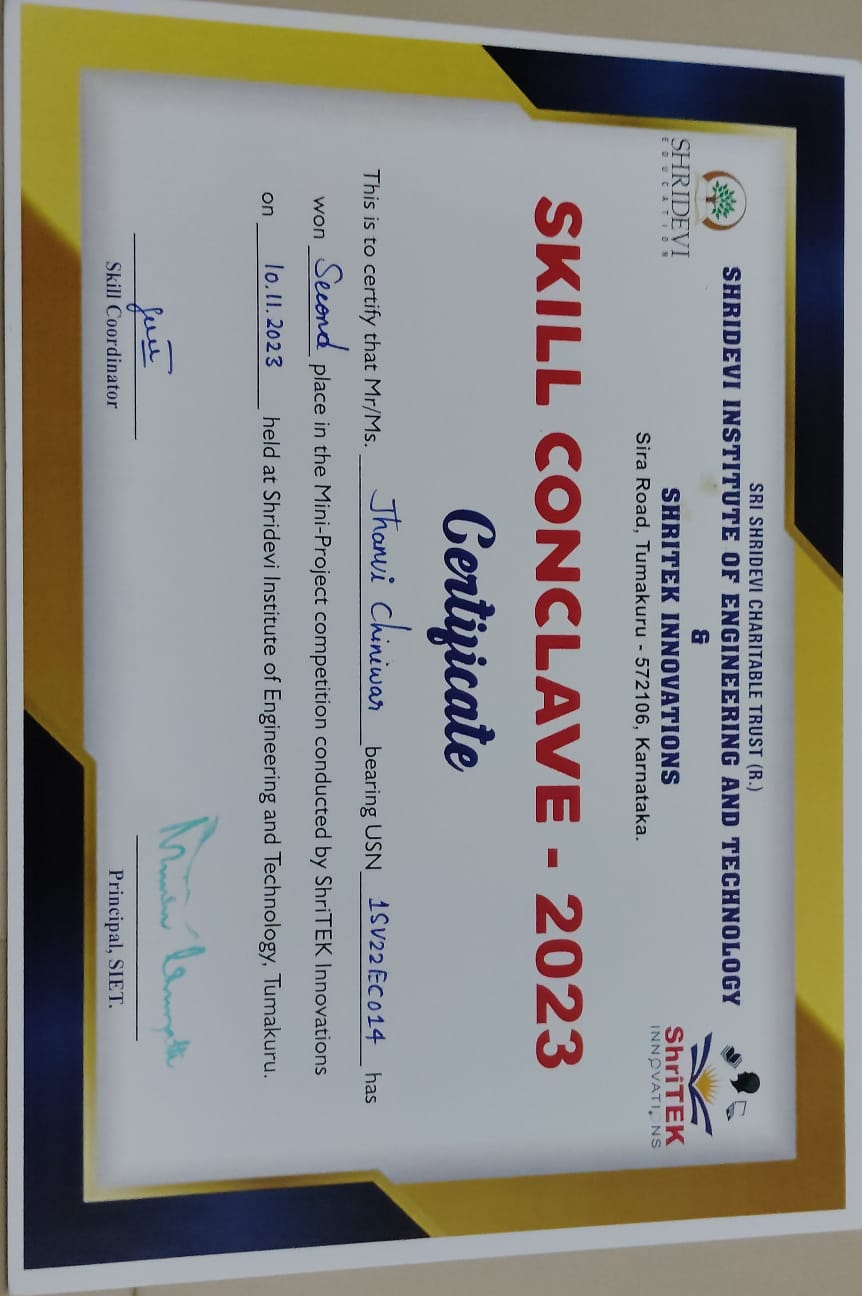 SRI SHRIDEVI CHARITABLE TRUST (R.)
SHRIDEVI INSTITUTE OF ENGINEERING AND TECHNOLOGY
&
SHRITEK INNOVATIONS
Sira Road, Tumakuru - 572106, Karnataka.
SHRIDEVI
EDUCATION
ShriTEK
INNOVATIONS
SKILL CONCLAVE - 2023
Certificate
This is to certify that Mr/Ms. Jhanvi Chiniwar bearing USN 1SV22EC014 has
won Second place in the Mini-Project competition conducted by ShriTEK Innovations
on 10.11.2023 held at Shridevi Institute of Engineering and Technology, Tumakuru.
Skill Coordinator
Principal, SIET.